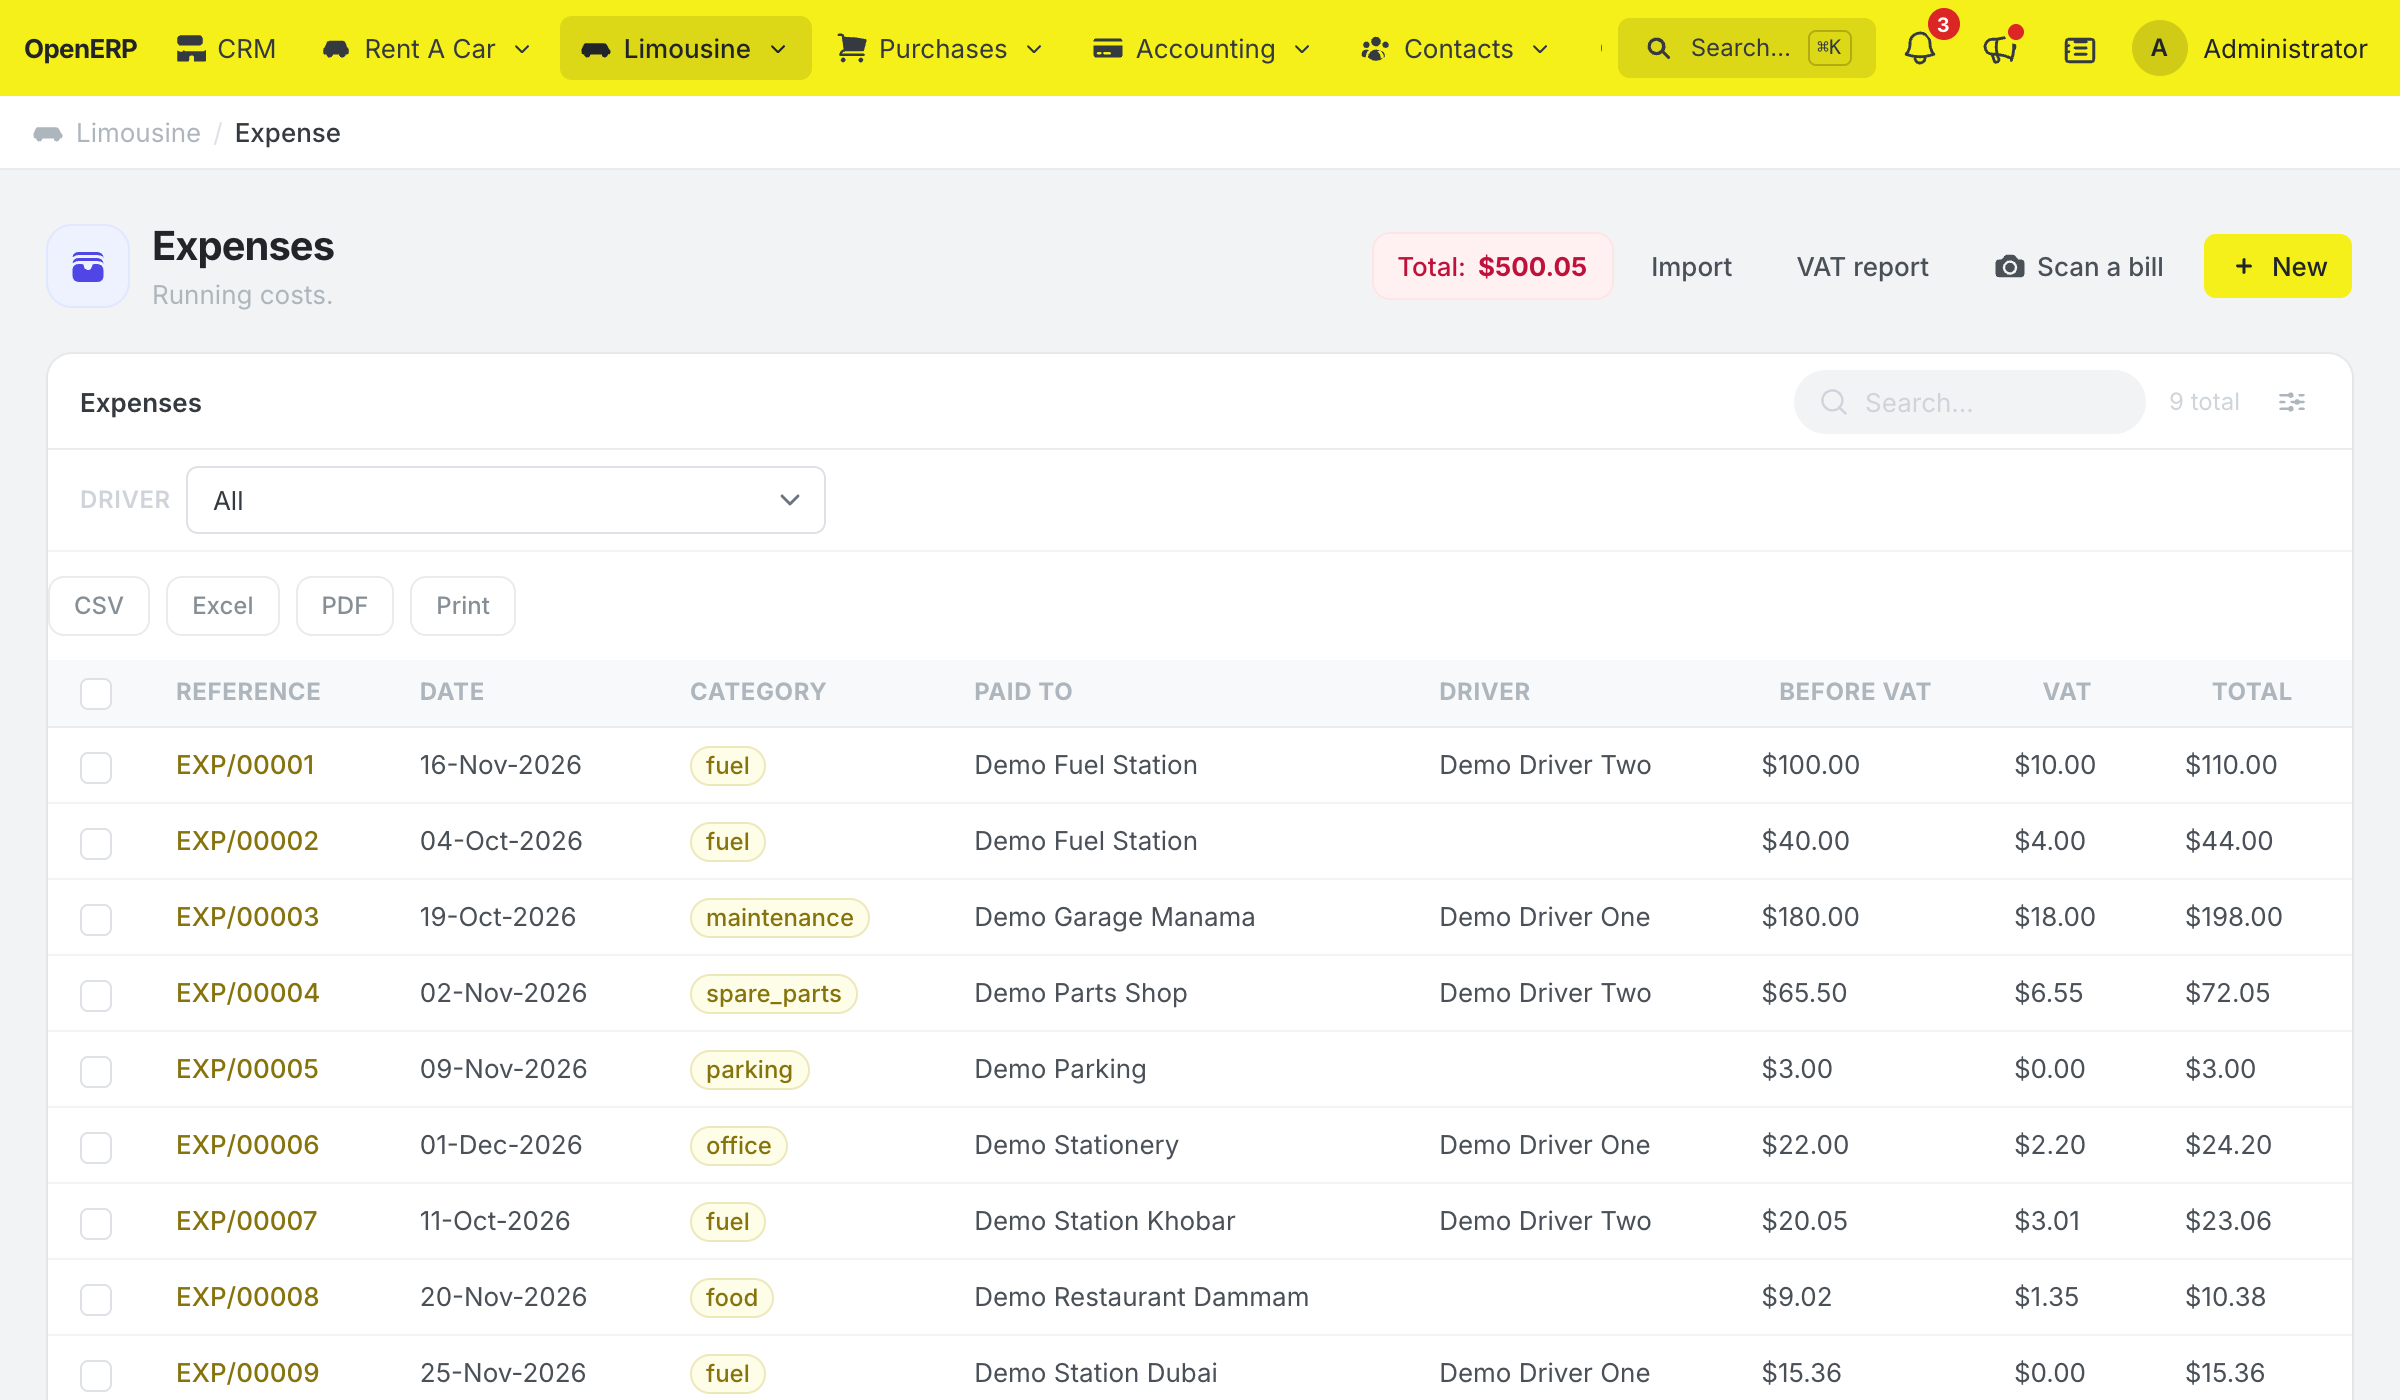 OpenERP CRM Rent A Car Limousine Purchases Accounting Contacts Search... ⌘K 3 A Administrator
Limousine / Expense
Expenses
Running costs.
Total: $500.05 Import VAT report Scan a bill + New
Expenses Search... 9 total
DRIVER All
CSV Excel PDF Print
REFERENCE DATE CATEGORY PAID TO DRIVER BEFORE VAT VAT TOTAL
EXP/00001 16-Nov-2026 fuel Demo Fuel Station Demo Driver Two $100.00 $10.00 $110.00
EXP/00002 04-Oct-2026 fuel Demo Fuel Station $40.00 $4.00 $44.00
EXP/00003 19-Oct-2026 maintenance Demo Garage Manama Demo Driver One $180.00 $18.00 $198.00
EXP/00004 02-Nov-2026 spare_parts Demo Parts Shop Demo Driver Two $65.50 $6.55 $72.05
EXP/00005 09-Nov-2026 parking Demo Parking $3.00 $0.00 $3.00
EXP/00006 01-Dec-2026 office Demo Stationery Demo Driver One $22.00 $2.20 $24.20
EXP/00007 11-Oct-2026 fuel Demo Station Khobar Demo Driver Two $20.05 $3.01 $23.06
EXP/00008 20-Nov-2026 food Demo Restaurant Dammam $9.02 $1.35 $10.38
EXP/00009 25-Nov-2026 fuel Demo Station Dubai Demo Driver One $15.36 $0.00 $15.36